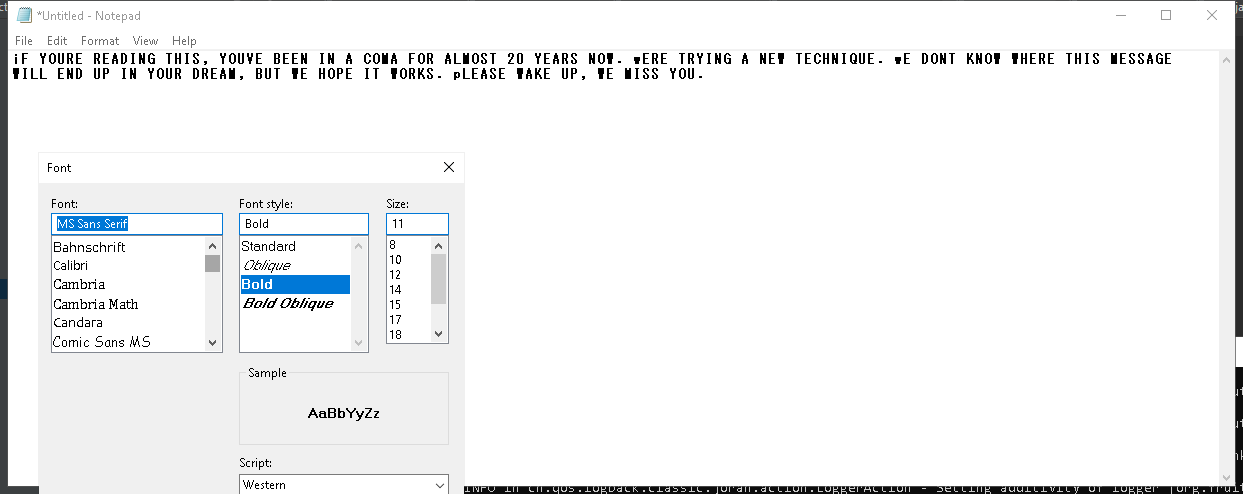 *Untitled - Notepad
File Edit Format View Help
iF YOURE READING THIS, YOUVE BEEN IN A COMA FOR ALMOST 20 YEARS NOW. wERE TRYING A NEW TECHNIQUE. wE DONT KNOW WHERE THIS MESSAGE
WILL END UP IN YOUR DREAM, BUT WE HOPE IT WORKS. pLEASE WAKE UP, WE MISS YOU.
Font
Font: Font style: Size:
MS Sans Serif Bold 11
Bahnschrift Standard 8
Calibri Oblique 10
Cambria Bold 12
Cambria Math Bold Oblique 14
Candara 15
Comic Sans MS 17
18
Sample
AaBbYyZz
Script:
Western
INFO in ch.qos.logback.classic.joran.action.LoggerAction - Setting additivity of logger